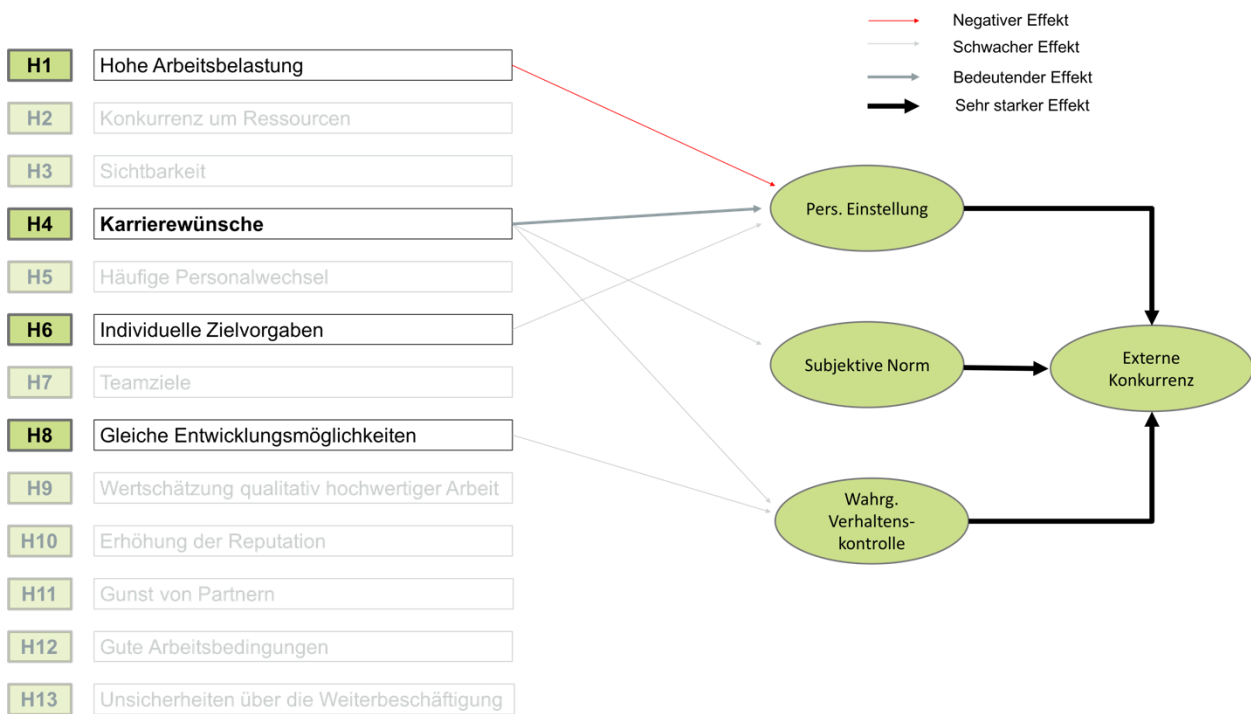 Negativer Effekt
Schwacher Effekt
Bedeutender Effekt
Sehr starker Effekt
H1 Hohe Arbeitsbelastung
H2 Konkurrenz um Ressourcen
H3 Sichtbarkeit
H4 Karrierewünsche
H5 Häufige Personalwechsel
H6 Individuelle Zielvorgaben
H7 Teamziele
H8 Gleiche Entwicklungsmöglichkeiten
H9 Wertschätzung qualitativ hochwertiger Arbeit
H10 Erhöhung der Reputation
H11 Gunst von Partnern
H12 Gute Arbeitsbedingungen
H13 Unsicherheiten über die Weiterbeschäftigung
Pers. Einstellung
Subjektive Norm
Wahrg.
Verhaltens-
kontrolle
Externe
Konkurrenz